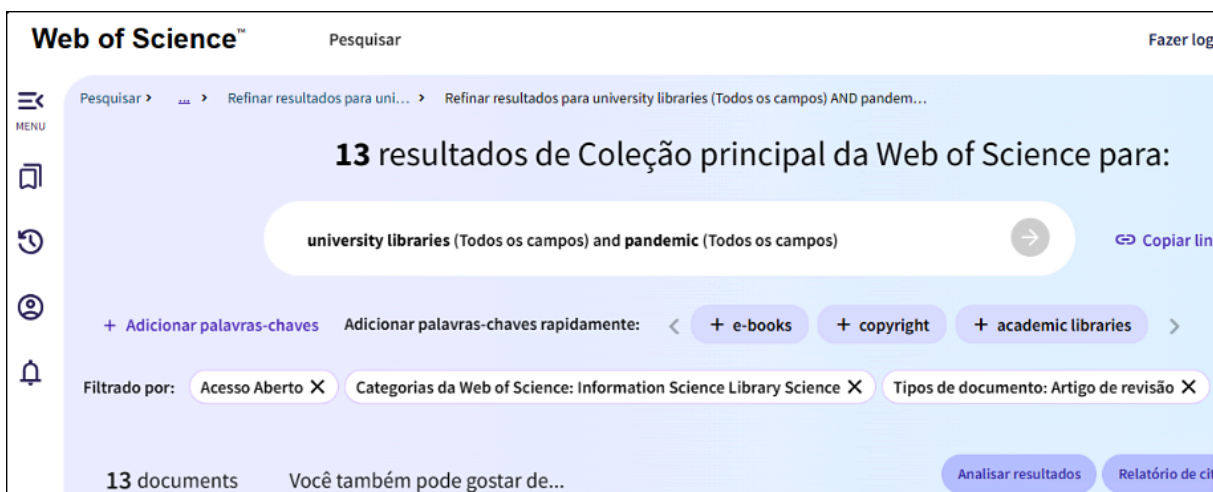 Web of Science™ Pesquisar Fazer log
Pesquisar > ... > Refinar resultados para uni... > Refinar resultados para university libraries (Todos os campos) AND pandem...
MENU
13 resultados de Coleção principal da Web of Science para:
university libraries (Todos os campos) and pandemic (Todos os campos)
Copiar lin
+ Adicionar palavras-chaves Adicionar palavras-chaves rapidamente: < + e-books + copyright + academic libraries >
Filtrado por: Acesso Aberto X Categorias da Web of Science: Information Science Library Science X Tipos de documento: Artigo de revisão X
13 documents Você também pode gostar de... Analisar resultados Relatório de cit